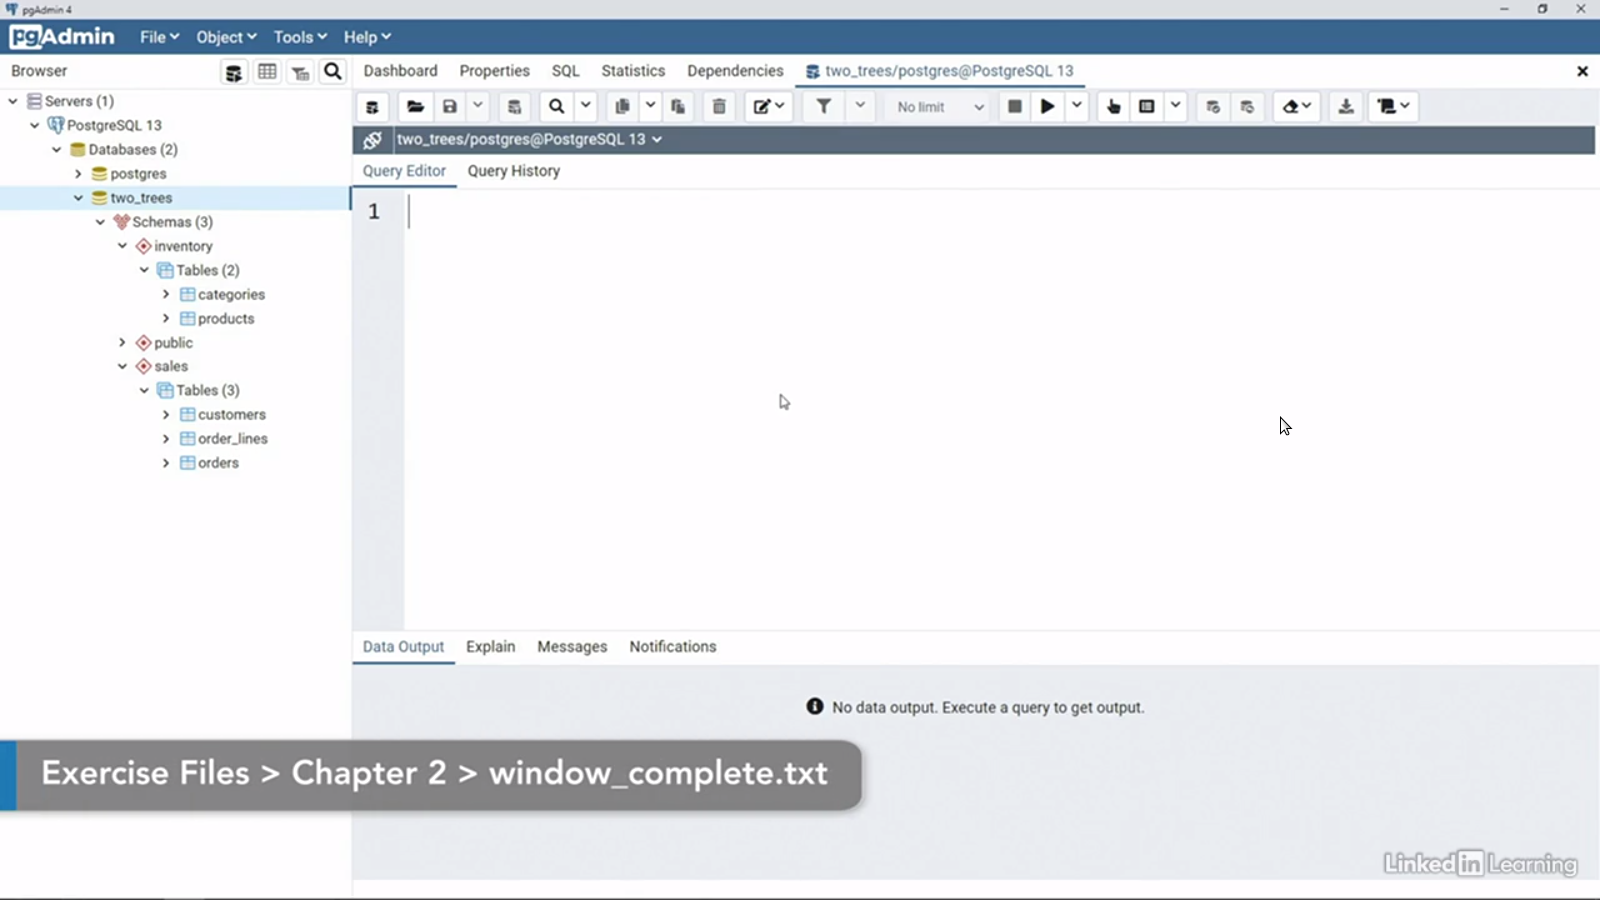 pgAdmin 4
pgAdmin
File
Object
Tools
Help
Browser
Dashboard
Properties
SQL
Statistics
Dependencies
two_trees/postgres@PostgreSQL 13
Servers (1)
No limit
PostgreSQL 13
two_trees/postgres@PostgreSQL 13
Databases (2)
postgres
Query Editor
Query History
two_trees
1
Schemas (3)
inventory
Tables (2)
categories
products
public
sales
Tables (3)
customers
order_lines
orders
Data Output
Explain
Messages
Notifications
No data output. Execute a query to get output.
Exercise Files > Chapter 2 > window_complete.txt
Linked in Learning